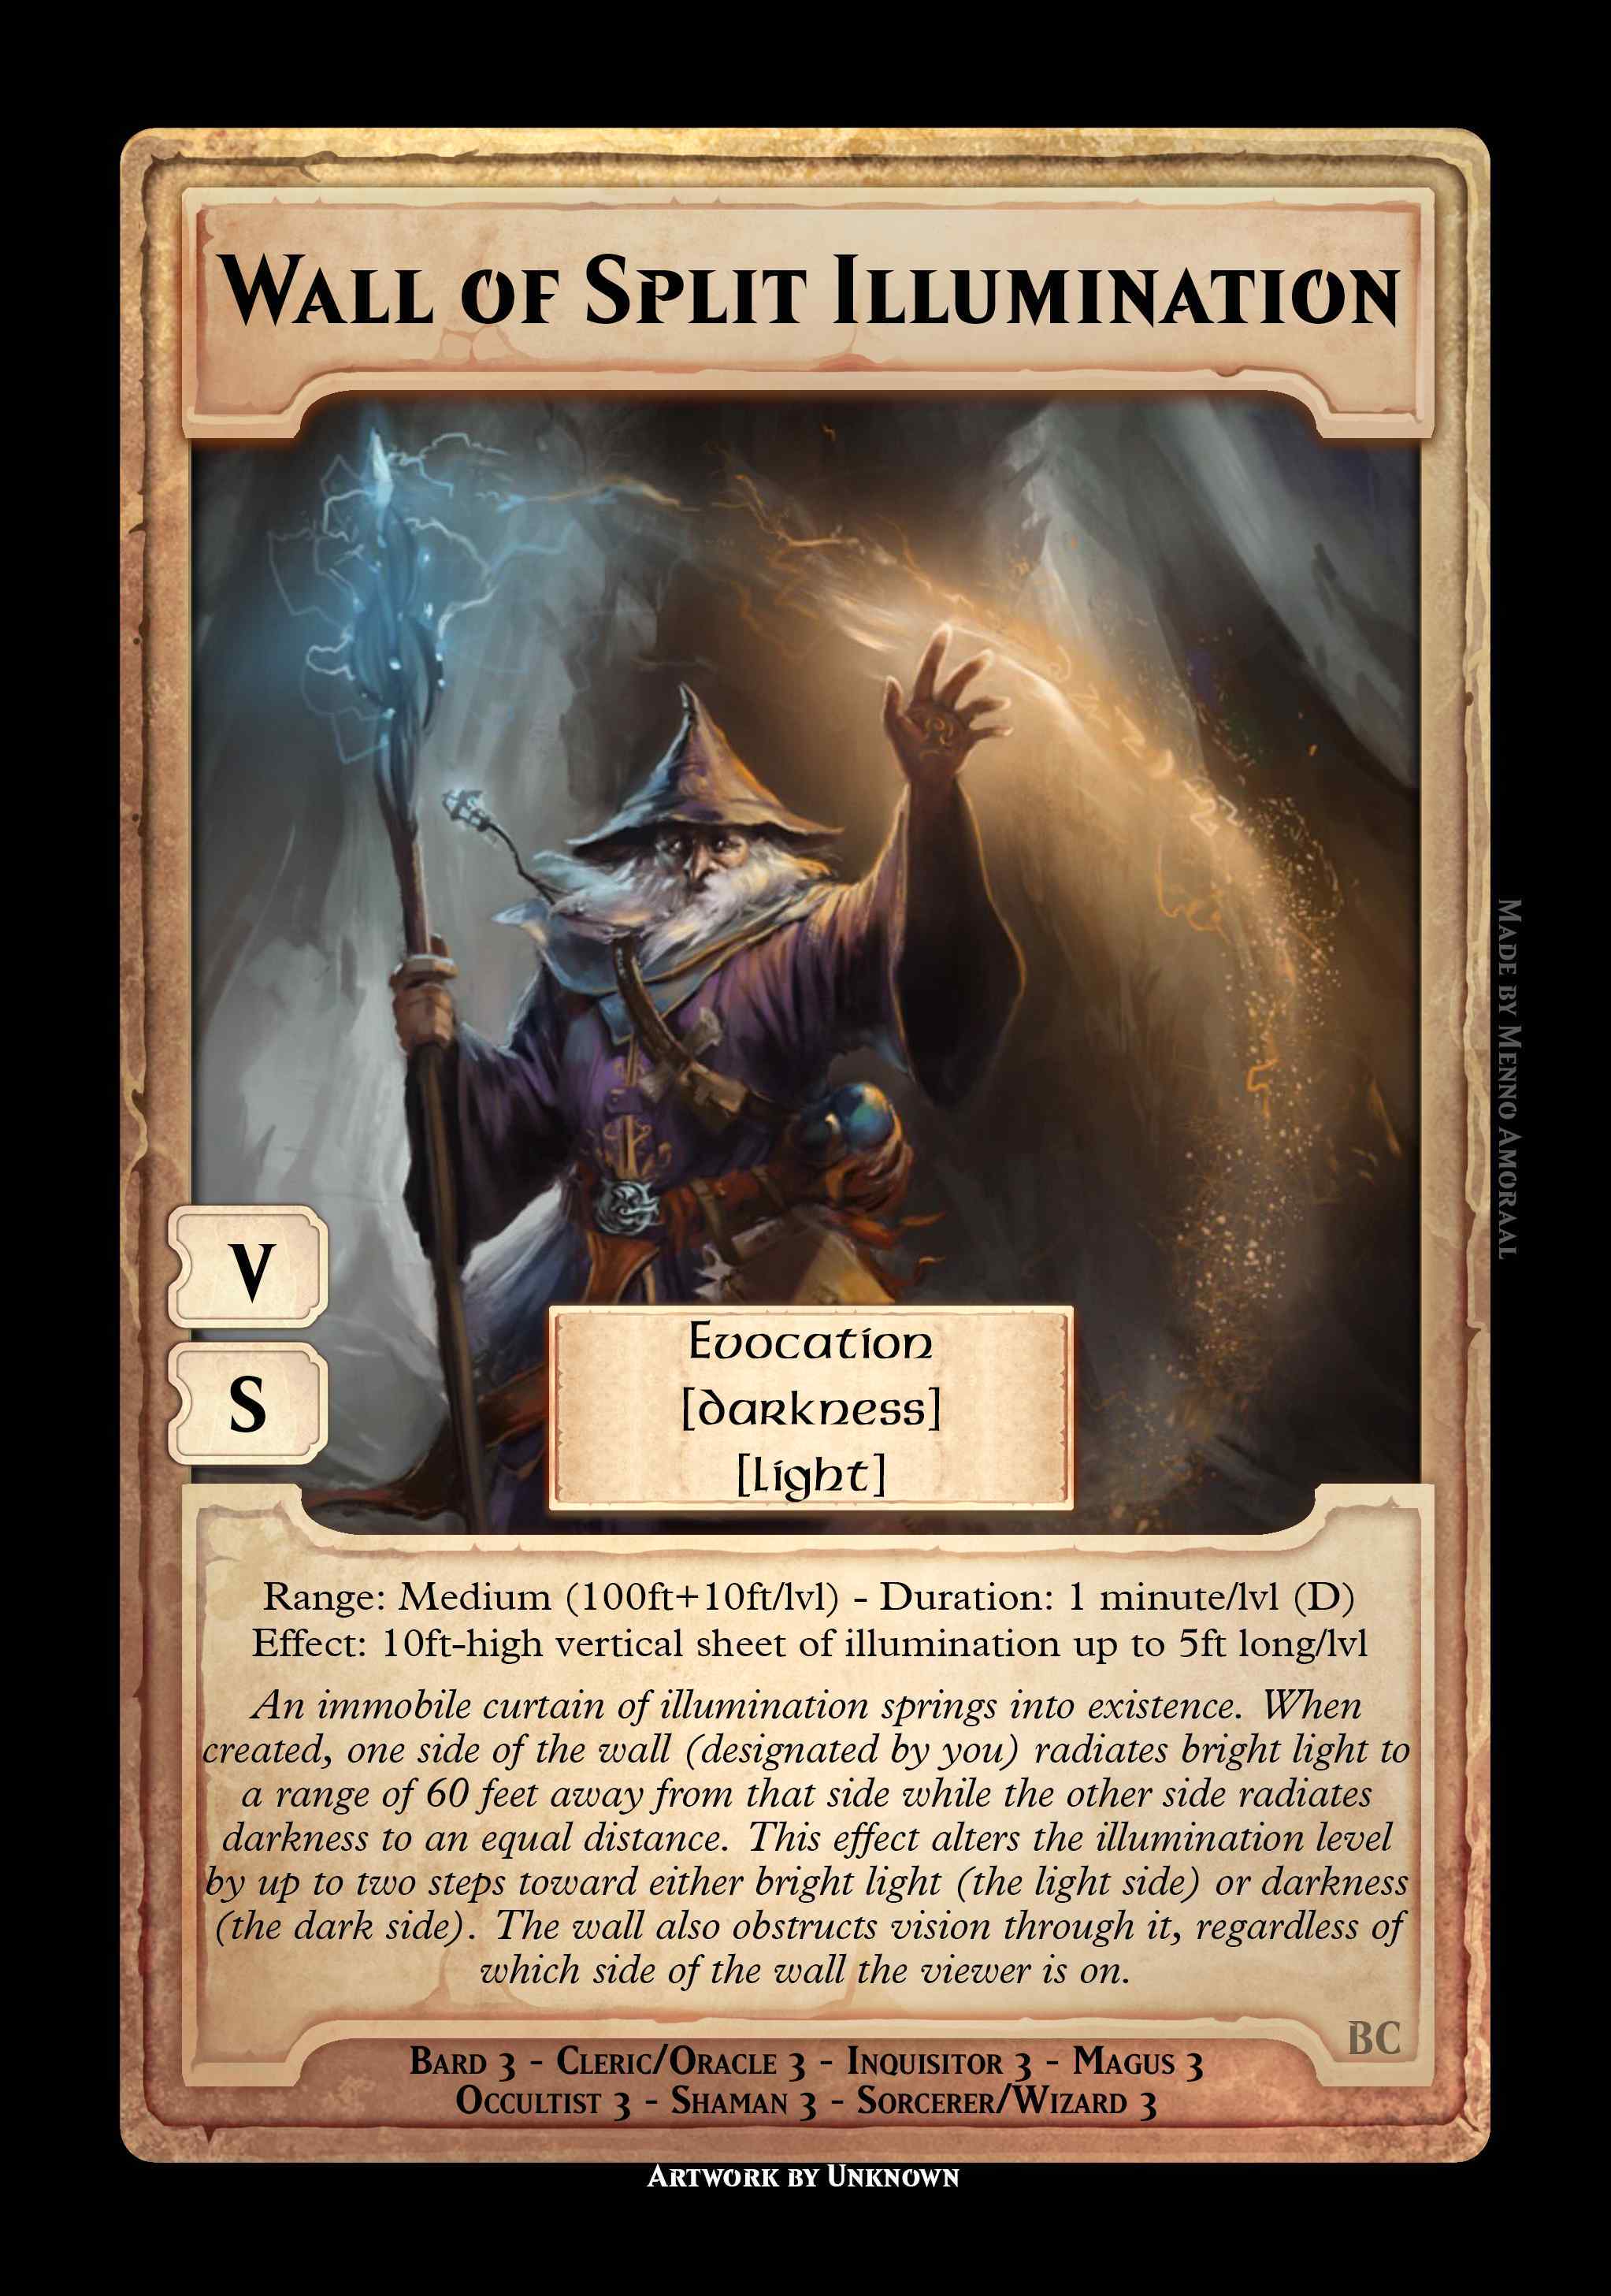 Wall of Split Illumination
V
S
Evocation
[darkness]
[light]
Range: Medium (100ft+10ft/lvl) - Duration: 1 minute/lvl (D)
Effect: 10ft-high vertical sheet of illumination up to 5ft long/lvl
An immobile curtain of illumination springs into existence. When
created, one side of the wall (designated by you) radiates bright light to
a range of 60 feet away from that side while the other side radiates
darkness to an equal distance. This effect alters the illumination level
by up to two steps toward either bright light (the light side) or darkness
(the dark side). The wall also obstructs vision through it, regardless of
which side of the wall the viewer is on.
BC
Bard 3 - Cleric/Oracle 3 - Inquisitor 3 - Magus 3
Occultist 3 - Shaman 3 - Sorcerer/Wizard 3
Artwork by Unknown
Made by Menno Amoraal